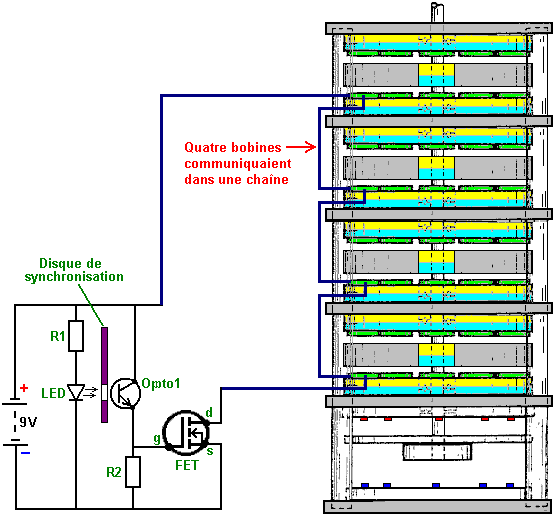 Quatre bobines
communiquaient
dans une chaîne
Disque de
synchronisation
R1
LED
Opto1
+
9V
−
d
g
s
R2
FET